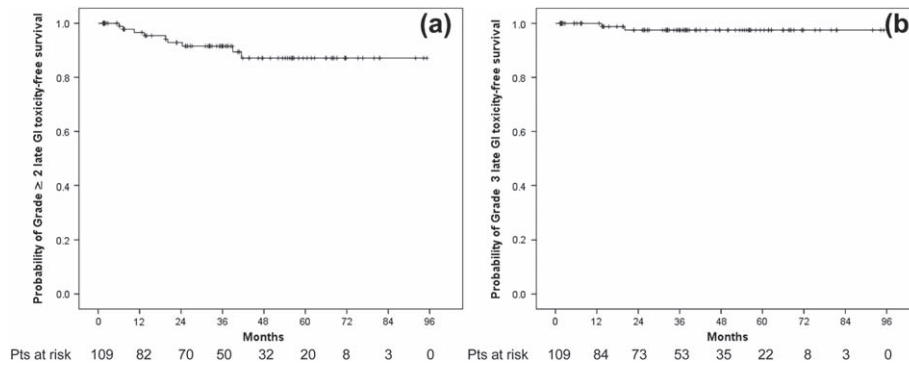 (a)
Probability of Grade ≥ 2 late GI toxicity-free survival
1.0
0.8
0.6
0.4
0.2
0.0
0 12 24 36 48 60 72 84 96
Months
Pts at risk 109 82 70 50 32 20 8 3 0
(b)
Probability of Grade 3 late GI toxicity-free survival
1.0
0.8
0.6
0.4
0.2
0.0
0 12 24 36 48 60 72 84 96
Months
Pts at risk 109 84 73 53 35 22 8 3 0